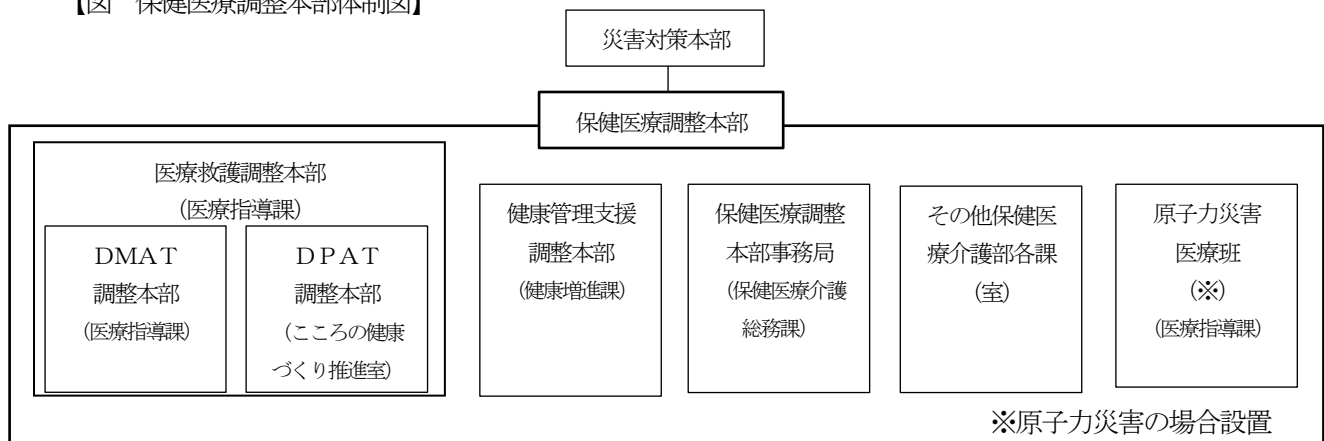 【図　保健医療調整本部体制図】
災害対策本部
保健医療調整本部
医療救護調整本部
(医療指導課)
DMAT
調整本部
(医療指導課)
DPAT
調整本部
(こころの健康
づくり推進室)
健康管理支援
調整本部
(健康増進課)
保健医療調整
本部事務局
(保健医療介護
総務課)
その他保健医
療介護部各課
(室)
原子力災害
医療班
(※)
(医療指導課)
※原子力災害の場合設置